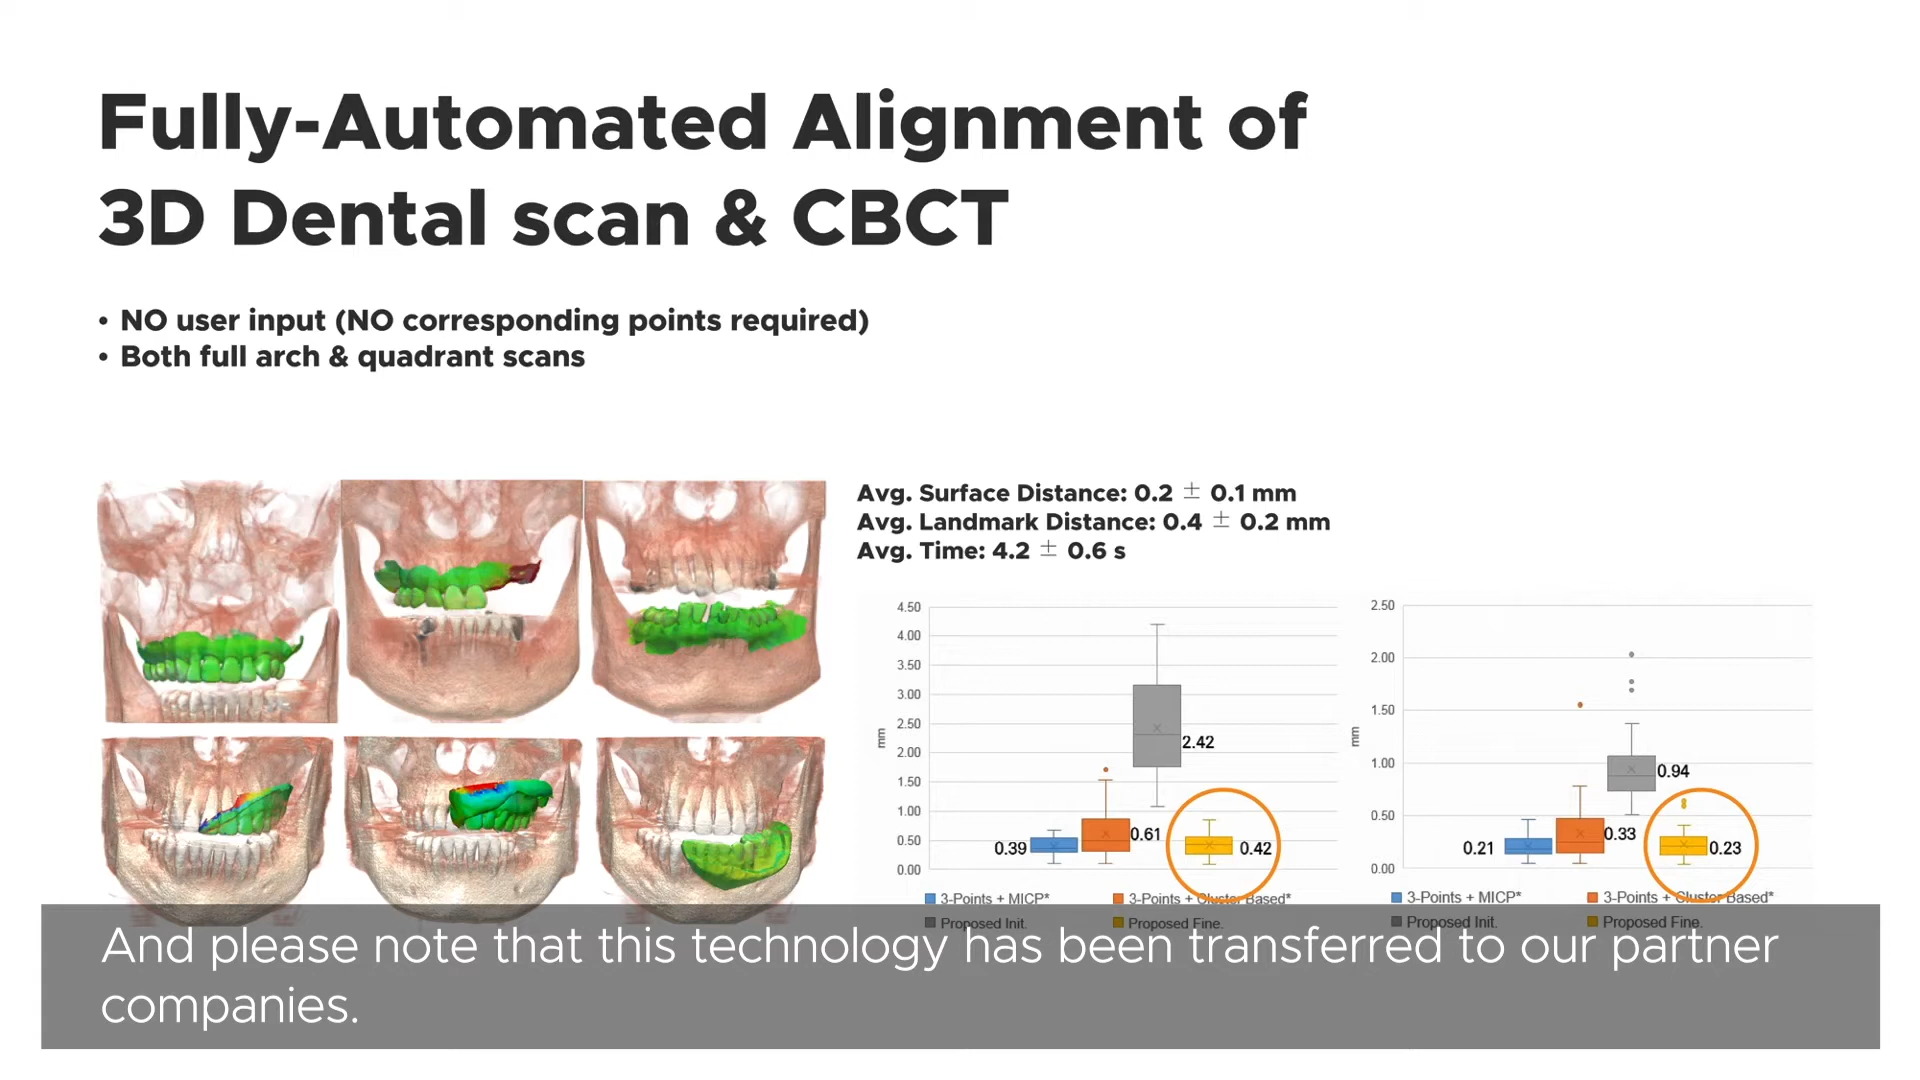 Fully-Automated Alignment of
3D Dental scan & CBCT
• NO user input (NO corresponding points required)
• Both full arch & quadrant scans
Avg. Surface Distance: 0.2 ± 0.1 mm
Avg. Landmark Distance: 0.4 ± 0.2 mm
Avg. Time: 4.2 ± 0.6 s
4.50
4.00
3.50
3.00
2.50
2.00
1.50
1.00
0.50
0.00
mm
0.39
0.61
2.42
0.42
3-Points + MICP*
3-Points + Cluster Based*
Proposed Init.
Proposed Fine.
2.50
2.00
1.50
1.00
0.50
0.00
mm
0.21
0.33
0.94
0.23
3-Points + MICP*
3-Points + Cluster Based*
Proposed Init.
Proposed Fine.
And please note that this technology has been transferred to our partner
companies.